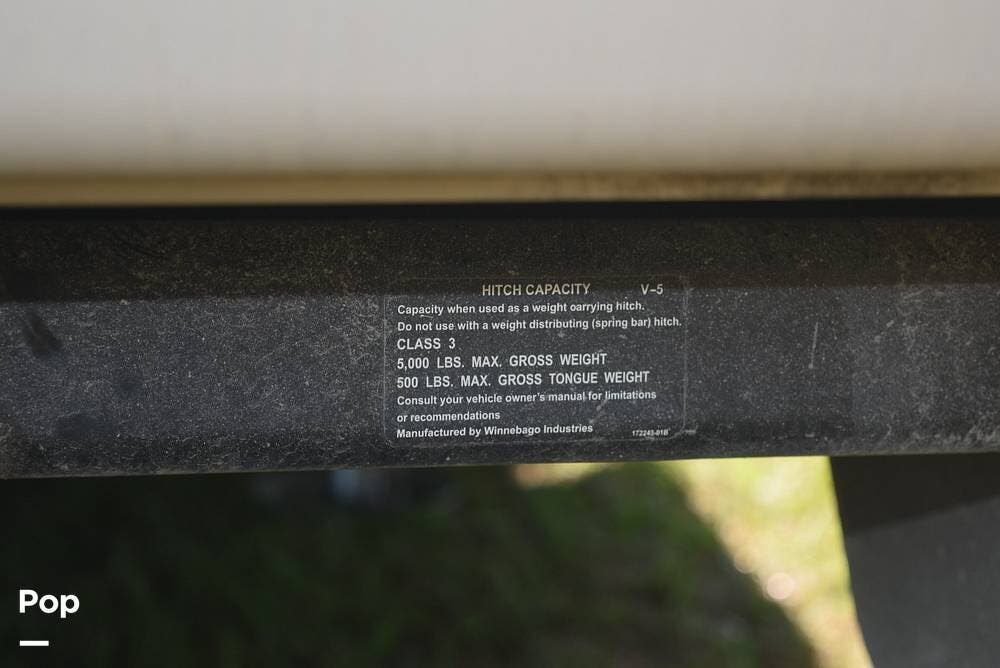 HITCH CAPACITY V-5
Capacity when used as a weight carrying hitch.
Do not use with a weight distributing (spring bar) hitch.
CLASS 3
5,000 LBS. MAX. GROSS WEIGHT
500 LBS. MAX. GROSS TONGUE WEIGHT
Consult your vehicle owner's manual for limitations
or recommendations
Manufactured by Winnebago Industries 172243-01B
Pop